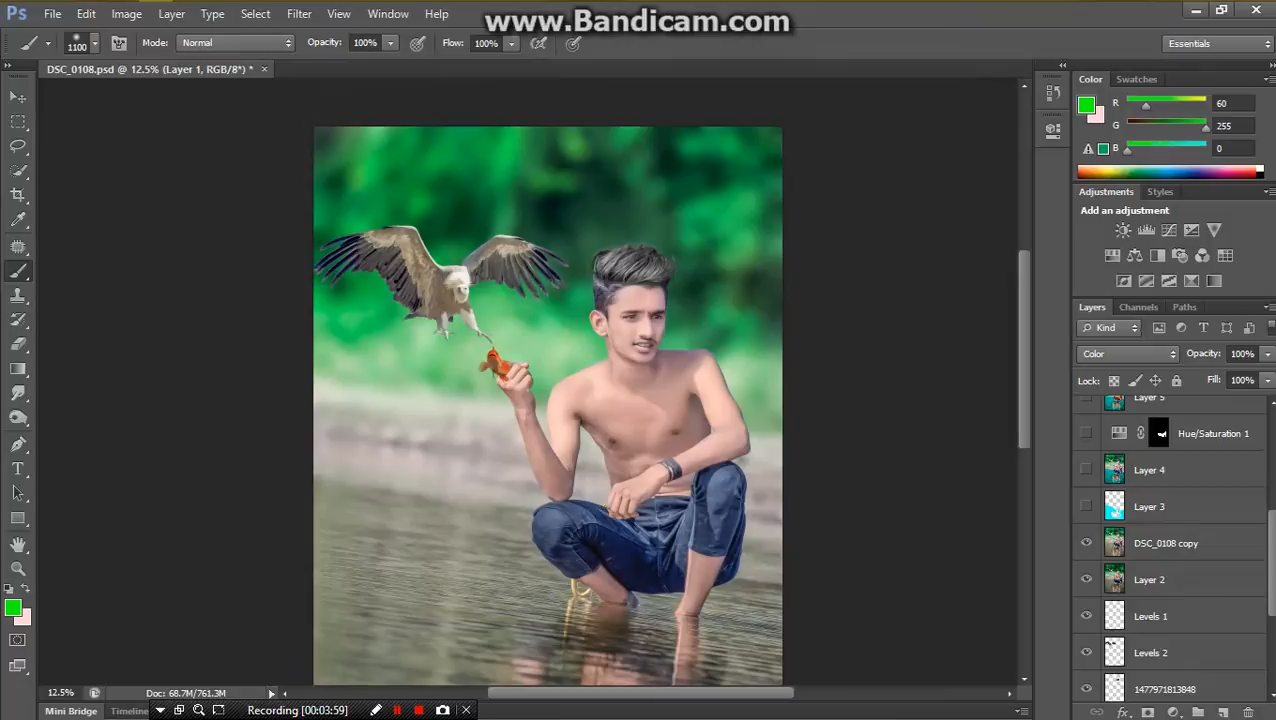 www.Bandicam.com
Ps File Edit Image Layer Type Select Filter 3D View Window Help
1100 Mode: Normal Opacity: 100% Flow: 100% Essentials
DSC_0108.psd @ 12.5% (Layer 1, RGB/8*) *
Color Swatches
R 60
G 255
B 0
Adjustments Styles
Add an adjustment
Layers Channels Paths
Kind
Color Opacity: 100%
Lock: Fill: 100%
Layer 5
Hue/Saturation 1
Layer 4
Layer 3
DSC_0108 copy
Layer 2
Levels 1
Levels 2
1477971813848
12.5% Doc: 68.7M/761.3M
Mini Bridge Timeline Recording [00:03:59]